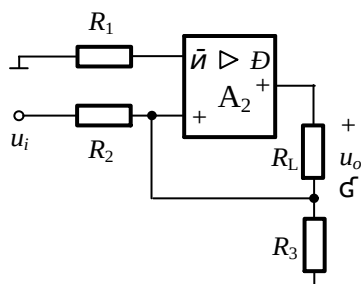 R1
й ▷ Đ
+
A2
+
ui
R2
RL
+
uo
R3